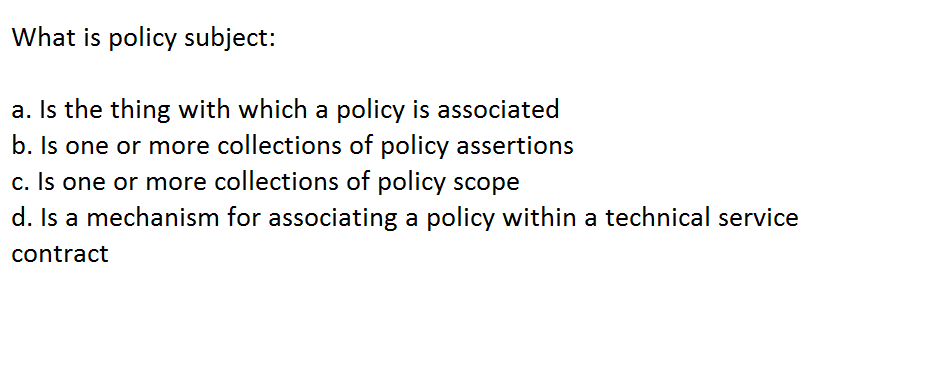 What is policy subject:
a. Is the thing with which a policy is associated
b. Is one or more collections of policy assertions
c. Is one or more collections of policy scope
d. Is a mechanism for associating a policy within a technical service
contract